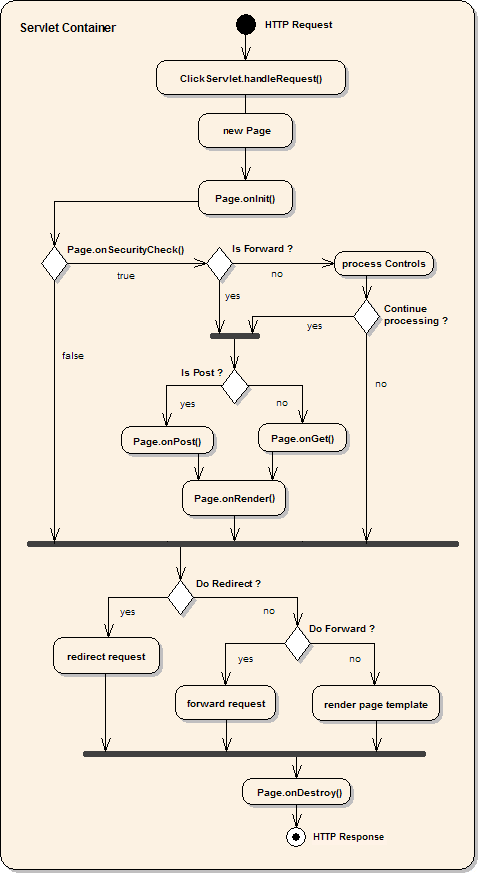 Servlet Container
HTTP Request
ClickServlet.handleRequest()
new Page
Page.onInit()
Page.onSecurityCheck()
Is Forward ?
true
no
process Controls
yes
Continue
processing ?
yes
false
Is Post ?
no
yes
no
Page.onPost()
Page.onGet()
Page.onRender()
Do Redirect ?
yes
no
Do Forward ?
redirect request
yes
no
forward request
render page template
Page.onDestroy()
HTTP Response